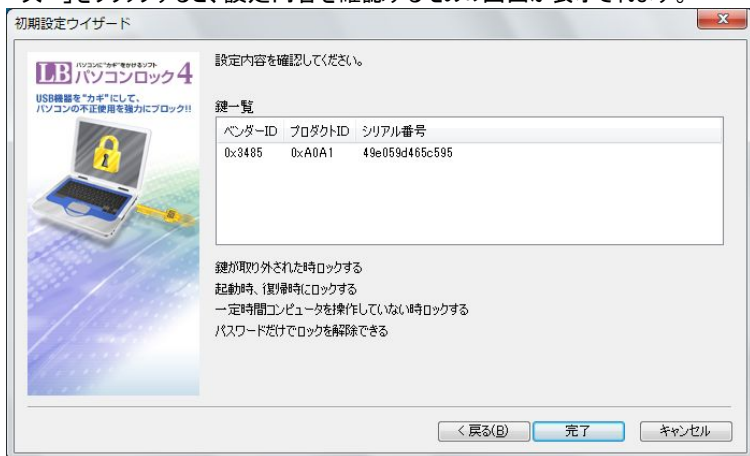 初期設定ウィザード
パソコンに"カギ"をかけるソフト
LB パソコンロック4
USB機器を"カギ"にして、
パソコンの不正使用を強力にブロック!!
設定内容を確認してください。
鍵一覧
ベンダーID プロダクトID シリアル番号
0x3485 0xA0A1 49e059d465c595
鍵が取り外された時ロックする
起動時、復帰時にロックする
一定時間コンピュータを操作していない時ロックする
パスワードだけでロックを解除できる
< 戻る(B) 完了 キャンセル